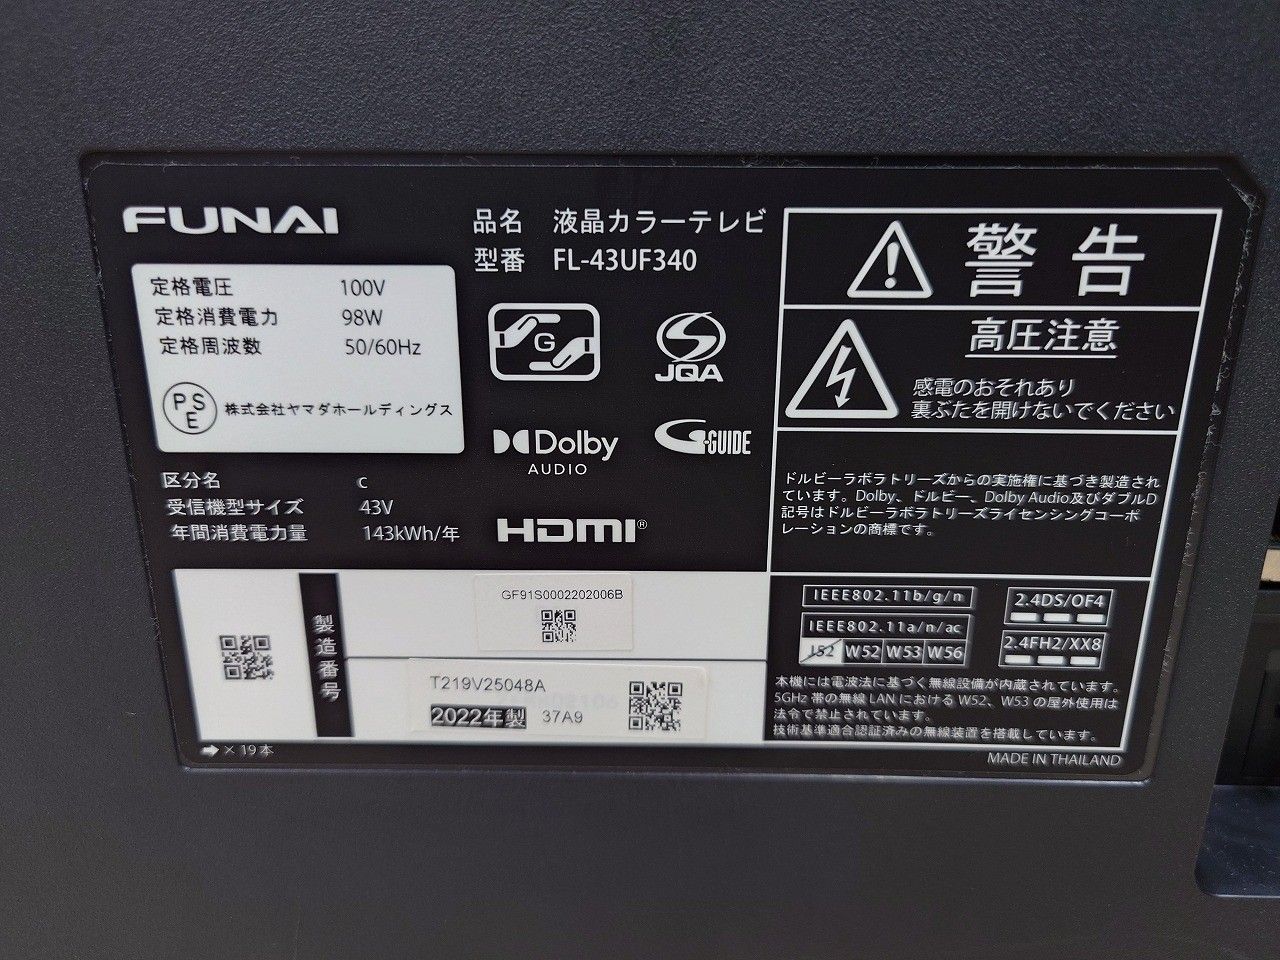 FUNAI
品名 液晶カラーテレビ
型番 FL-43UF340
定格電圧 100V
定格消費電力 98W
定格周波数 50/60Hz
PSE 株式会社ヤマダホールディングス
G
JQA
Dolby
AUDIO
G-GUIDE
HDMI®
区分名 c
受信機型サイズ 43V
年間消費電力量 143kWh/年
警告
高圧注意
感電のおそれあり
裏ぶたを開けないでください
ドルビーラボラトリーズからの実施権に基づき製造され
ています。Dolby、ドルビー、Dolby Audio及びダブルD
記号はドルビーラボラトリーズライセンシングコーポ
レーションの商標です。
製造番号
GF91S0002202006B
T219V25048A
2022年製 37A9
➡ × 19本
IEEE802.11b/g/n
IEEE802.11a/n/ac
J52 W52 W53 W56
2.4DS/OF4
2.4FH2/XX8
本機には電波法に基づく無線設備が内蔵されています。
5GHz 帯の無線 LAN における W52、W53 の屋外使用は
法令で禁止されています。
技術基準適合認証済みの無線装置を搭載しています。
MADE IN THAILAND